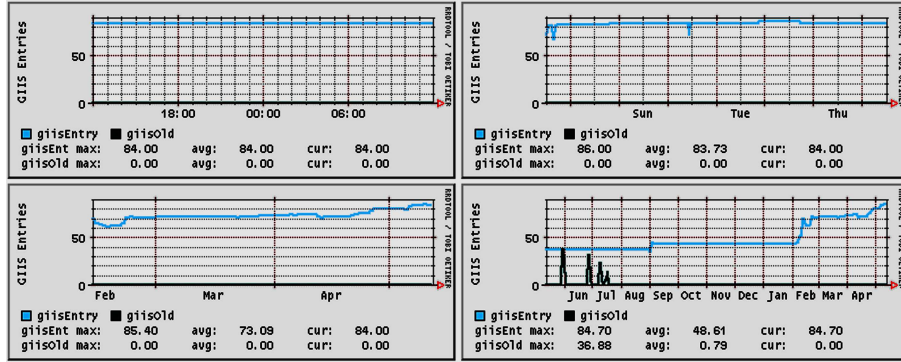 GIIS Entries
50
0
18:00 00:00 06:00
RRDTOOL / TOBI OETIKER
giisEntry giisOld
giisEnt max: 84.00 avg: 84.00 cur: 84.00
giisOld max: 0.00 avg: 0.00 cur: 0.00
GIIS Entries
50
0
Sun Tue Thu
RRDTOOL / TOBI OETIKER
giisEntry giisOld
giisEnt max: 86.00 avg: 83.73 cur: 84.00
giisOld max: 0.00 avg: 0.00 cur: 0.00
GIIS Entries
50
0
Feb Mar Apr
RRDTOOL / TOBI OETIKER
giisEntry giisOld
giisEnt max: 85.40 avg: 73.09 cur: 84.00
giisOld max: 0.00 avg: 0.00 cur: 0.00
GIIS Entries
50
0
Jun Jul Aug Sep Oct Nov Dec Jan Feb Mar Apr
RRDTOOL / TOBI OETIKER
giisEntry giisOld
giisEnt max: 84.70 avg: 48.61 cur: 84.70
giisOld max: 36.88 avg: 0.79 cur: 0.00